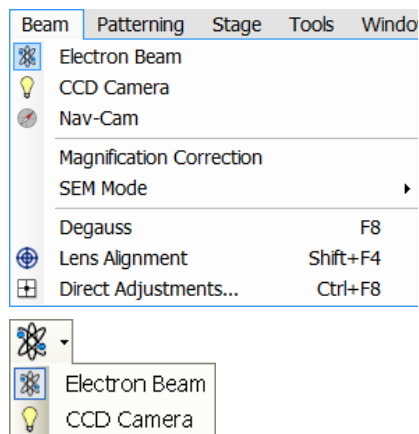 Beam Patterning Stage Tools Windo
Electron Beam
CCD Camera
Nav-Cam
Magnification Correction
SEM Mode
Degauss F8
Lens Alignment Shift+F4
Direct Adjustments... Ctrl+F8
Electron Beam
CCD Camera